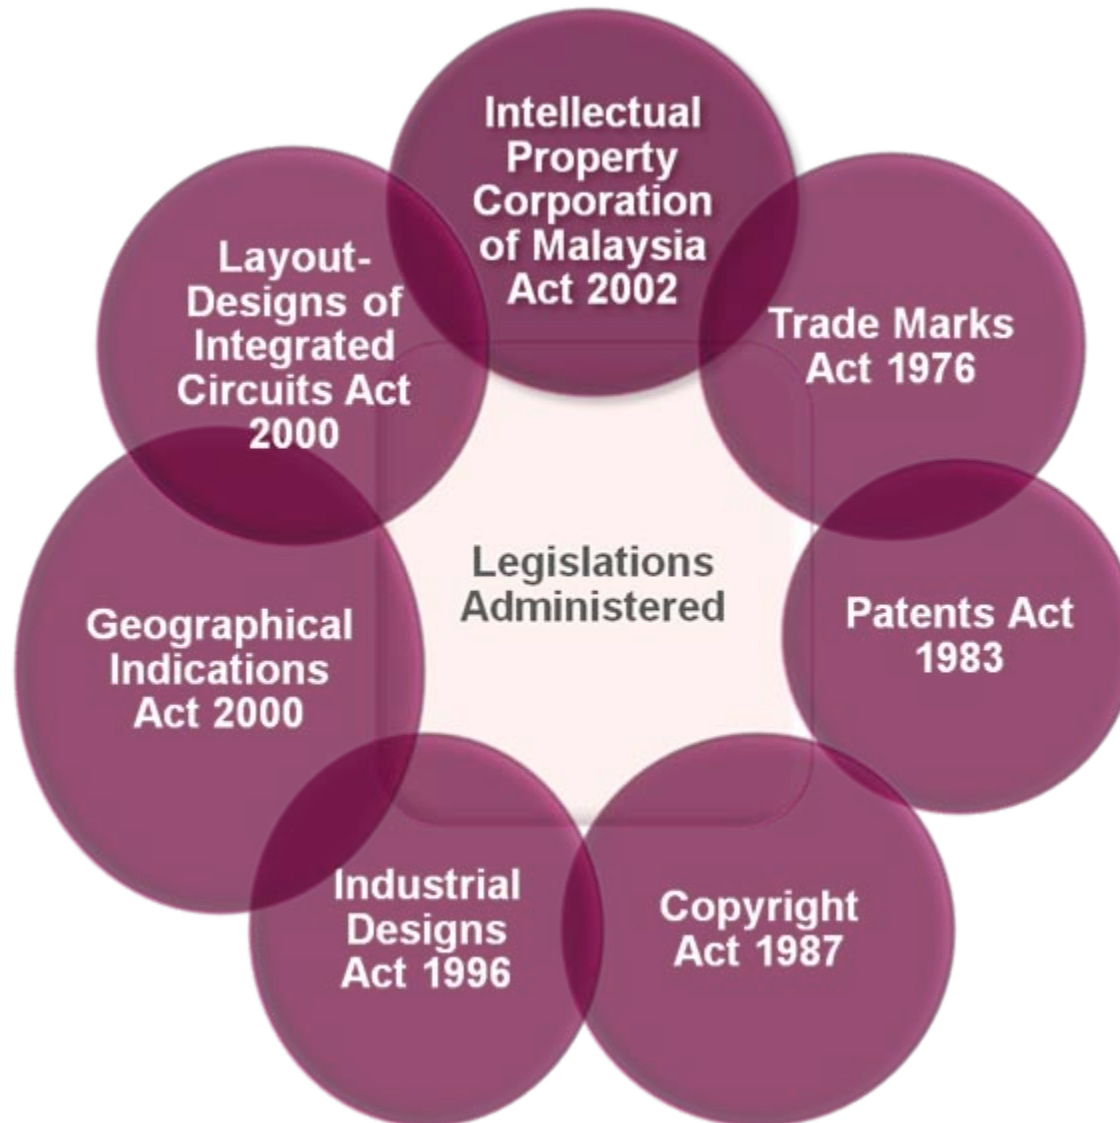 Intellectual
Property
Corporation
of Malaysia
Act 2002
Trade Marks
Act 1976
Patents Act
1983
Copyright
Act 1987
Industrial
Designs
Act 1996
Geographical
Indications
Act 2000
Layout-
Designs of
Integrated
Circuits Act
2000
Legislations
Administered